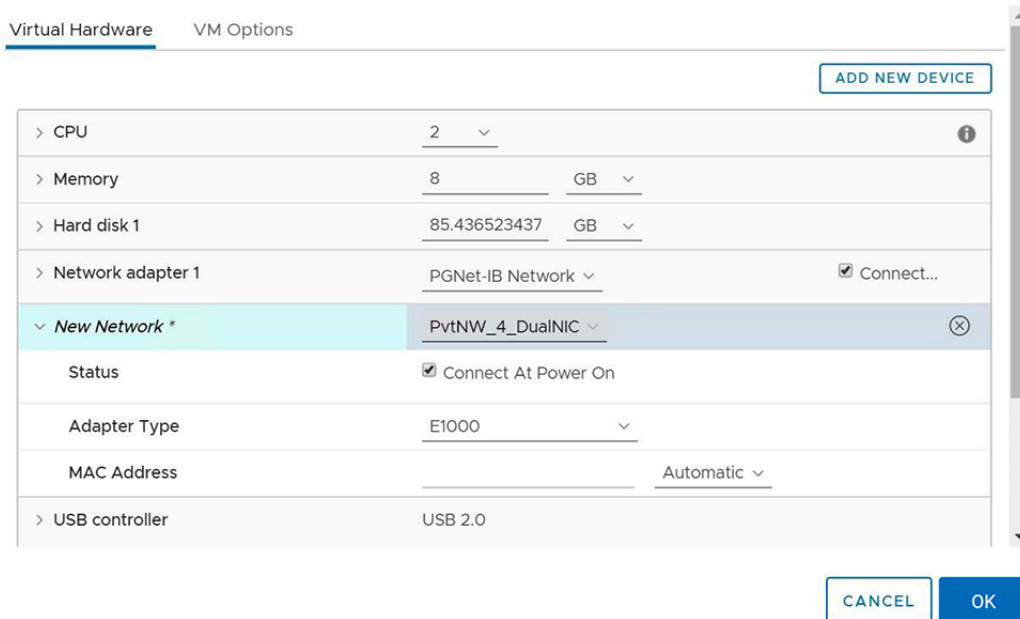 Virtual Hardware VM Options
ADD NEW DEVICE
CPU 2
Memory 8 GB
Hard disk 1 85.436523437 GB
Network adapter 1 PGNet-IB Network Connect...
New Network * PvtNW_4_DualNIC
Status Connect At Power On
Adapter Type E1000
MAC Address Automatic
USB controller USB 2.0
CANCEL OK